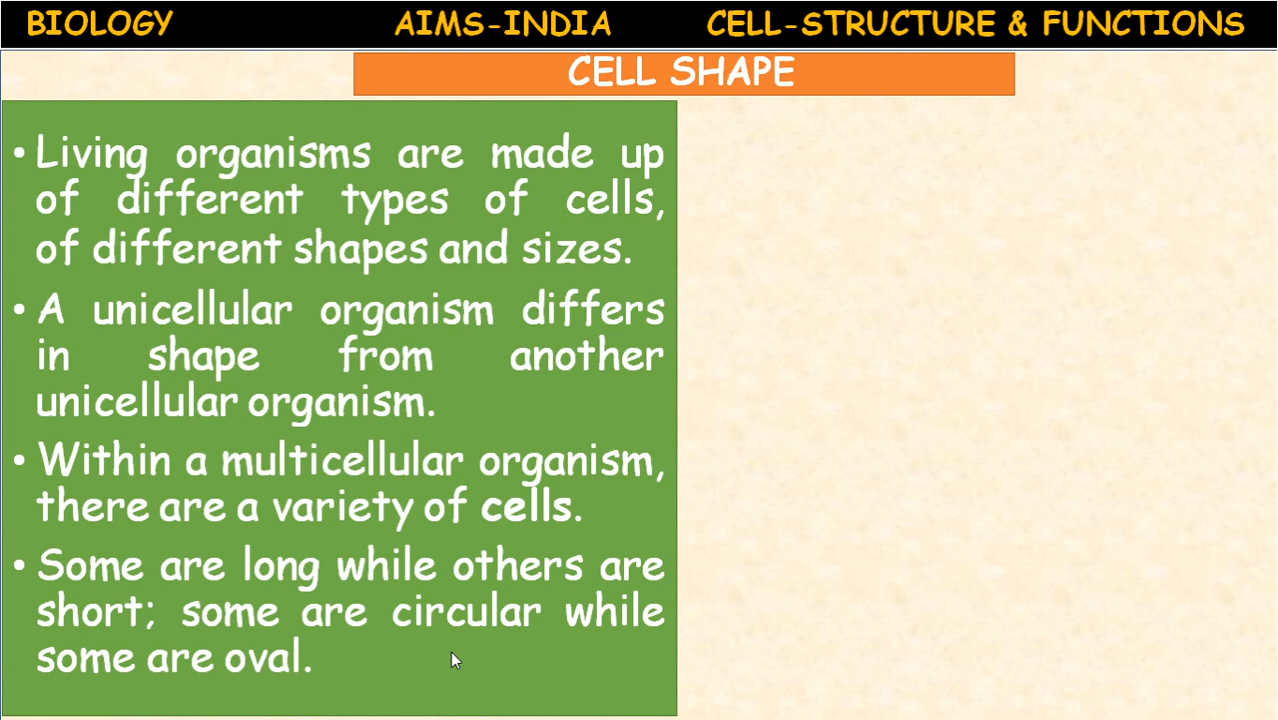 BIOLOGY AIMS-INDIA CELL-STRUCTURE & FUNCTIONS
CELL SHAPE
• Living organisms are made up
of different types of cells,
of different shapes and sizes.
• A unicellular organism differs
in shape from another
unicellular organism.
• Within a multicellular organism,
there are a variety of cells.
• Some are long while others are
short; some are circular while
some are oval.